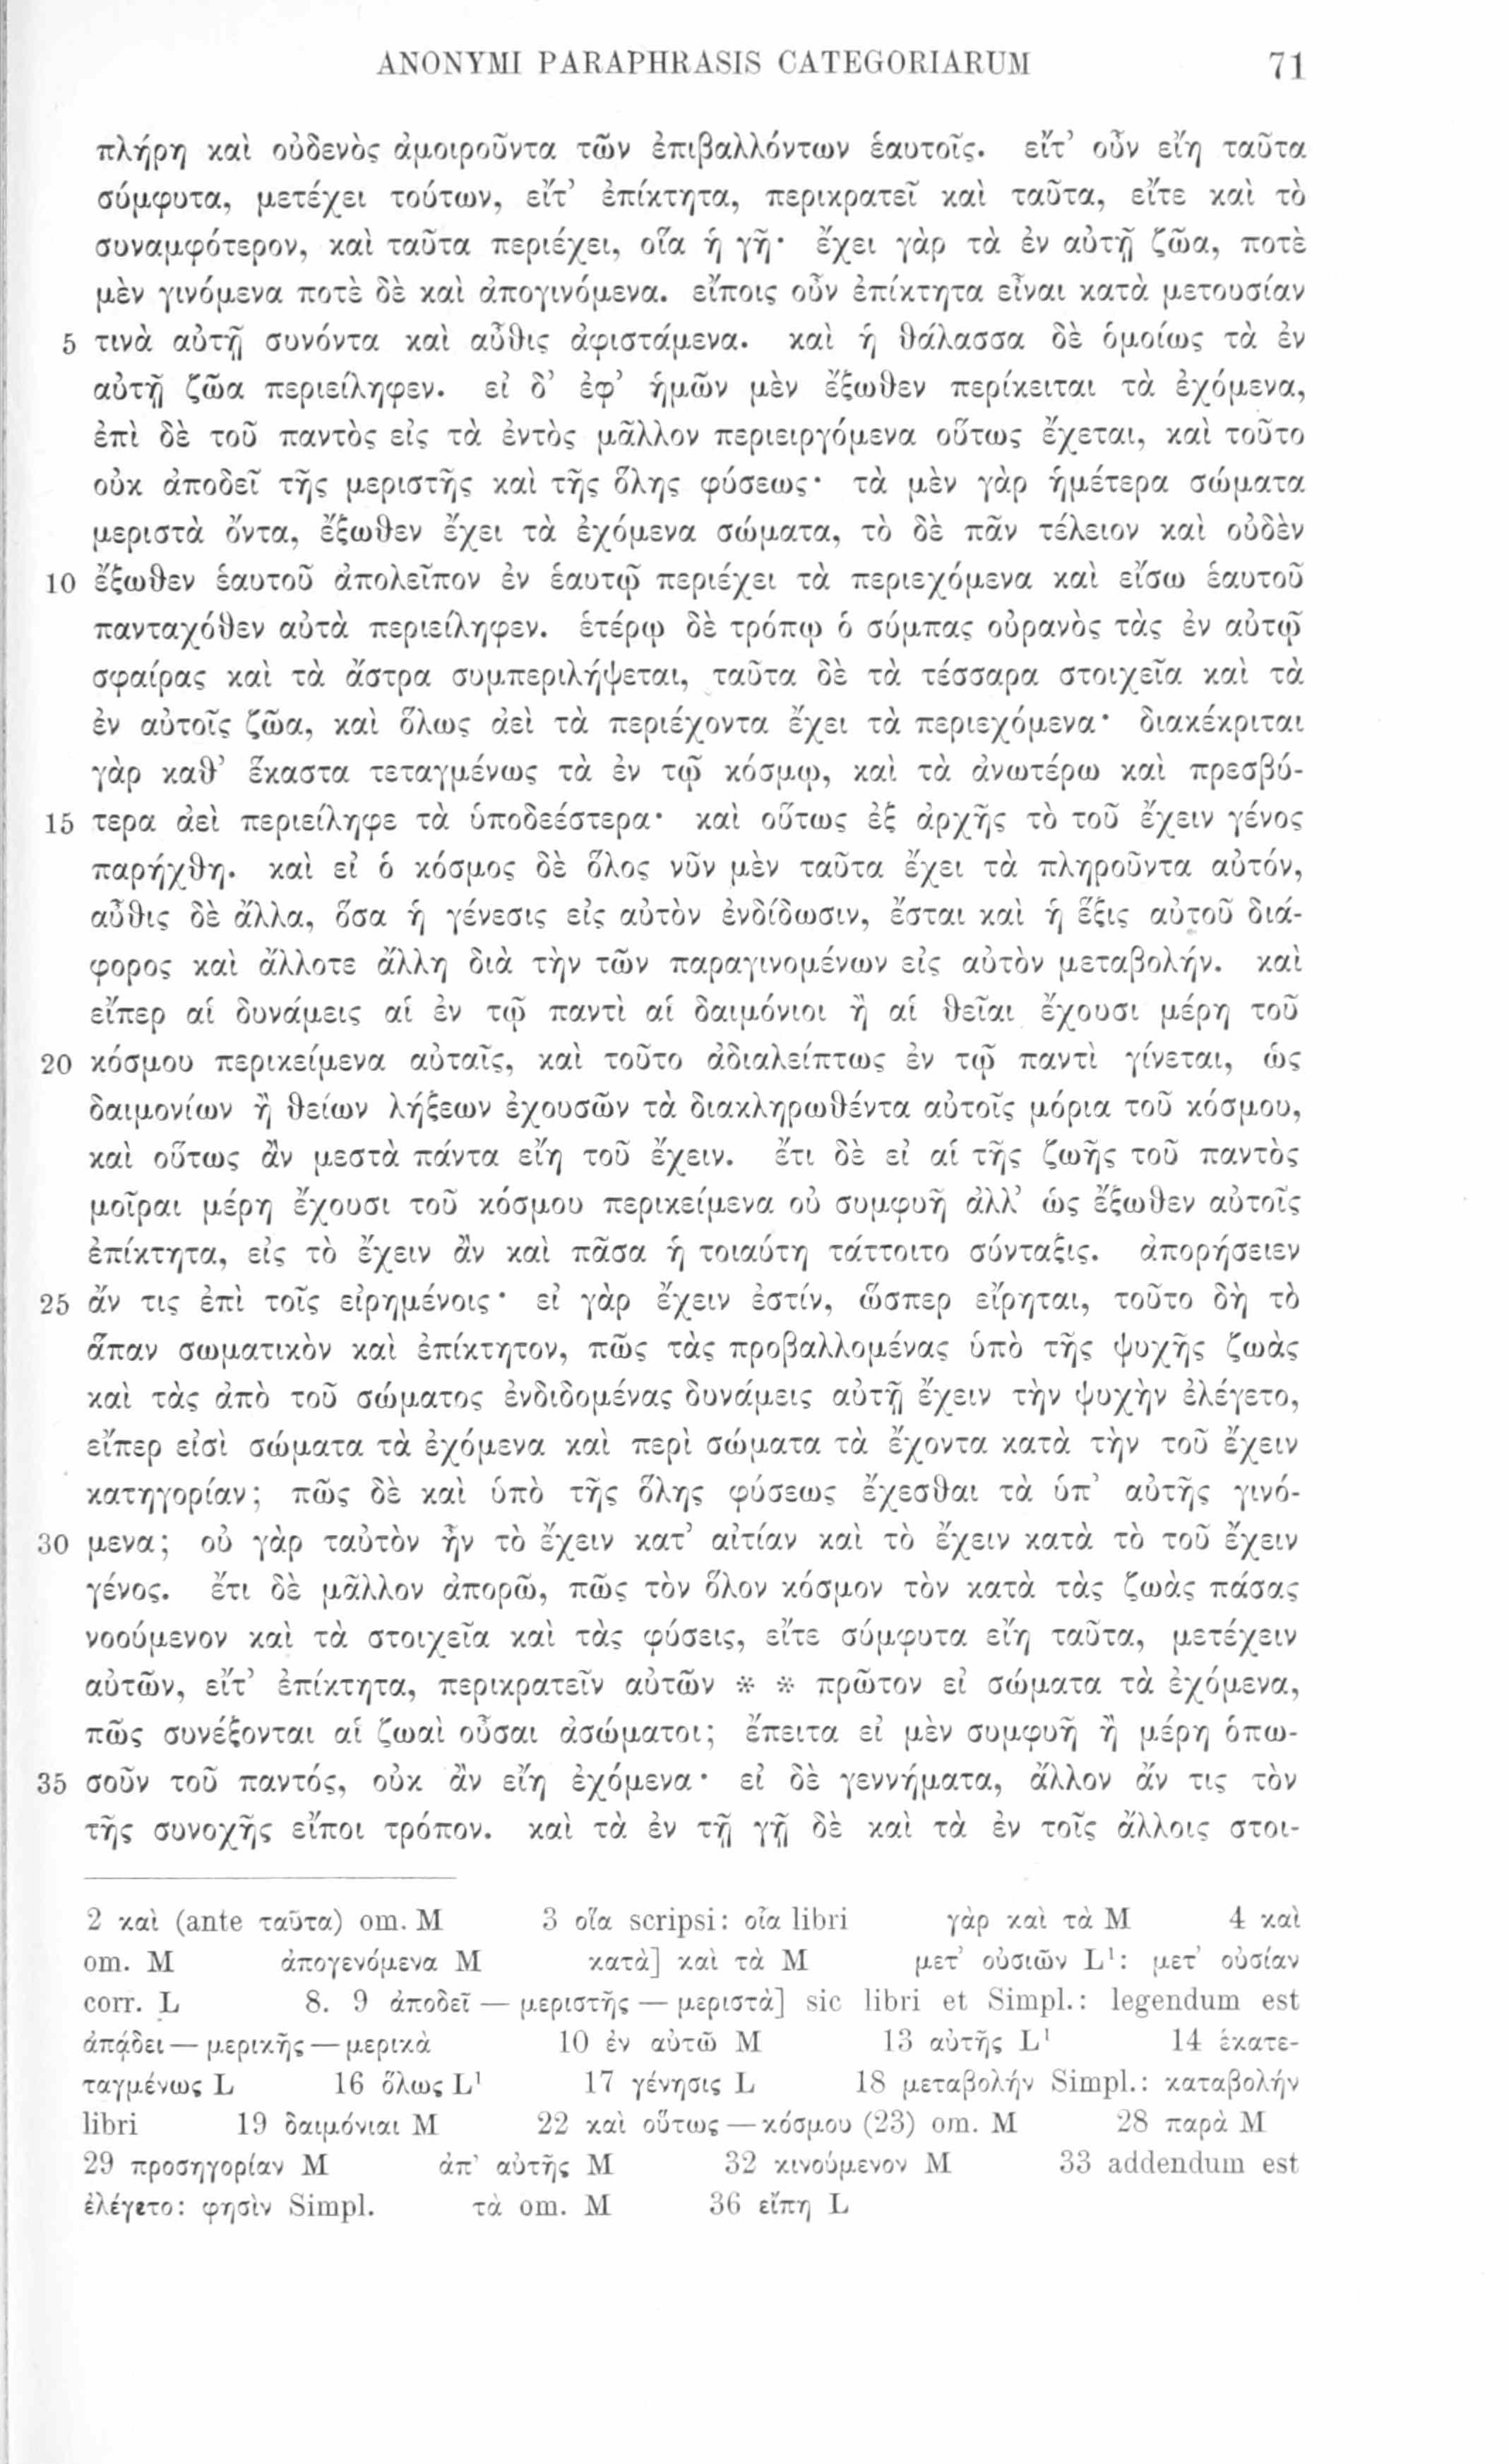 ANONYMI PARAPHRASIS CATEGORIARUM 71
πλήρη καὶ οὐδενὸς ἀμοιροῦντα τῶν ἐπιβαλλόντων ἑαυτοῖς. εἴτ’ οὖν εἴη ταῦτα
σύμφυτα, μετέχει τούτων, εἴτ’ ἐπίκτητα, περικρατεῖ καὶ ταῦτα, εἴτε καὶ τὸ
συναμφότερον, καὶ ταῦτα περιέχει, οἵα ἡ γῆ· ἔχει γὰρ τὰ ἐν αὐτῇ ζῶα, ποτὲ
μὲν γινόμενα ποτὲ δὲ καὶ ἀπογινόμενα. εἴποις οὖν ἐπίκτητα εἶναι κατὰ μετουσίαν
5 τινὰ αὐτῇ συνόντα καὶ αὖθις ἀφιστάμενα. καὶ ἡ θάλασσα δὲ ὁμοίως τὰ ἐν
αὐτῇ ζῶα περιείληφεν. εἰ δ’ ἐφ’ ἡμῶν μὲν ἔξωθεν περίκειται τὰ ἐχόμενα,
ἐπὶ δὲ τοῦ παντὸς εἰς τὰ ἐντὸς μᾶλλον περιειργόμενα οὕτως ἔχεται, καὶ τοῦτο
οὐκ ἀποδεῖ τῆς μεριστῆς καὶ τῆς ὅλης φύσεως· τὰ μὲν γὰρ ἡμέτερα σώματα
μεριστὰ ὄντα, ἔξωθεν ἔχει τὰ ἐχόμενα σώματα, τὸ δὲ πᾶν τέλειον καὶ οὐδὲν
10 ἔξωθεν ἑαυτοῦ ἀπολεῖπον ἐν ἑαυτῷ περιέχει τὰ περιεχόμενα καὶ εἴσω ἑαυτοῦ
πανταχόθεν αὐτὰ περιείληφεν. ἑτέρῳ δὲ τρόπῳ ὁ σύμπας οὐρανὸς τὰς ἐν αὐτῷ
σφαίρας καὶ τὰ ἄστρα συμπεριλήψεται, ταῦτα δὲ τὰ τέσσαρα στοιχεῖα καὶ τὰ
ἐν αὐτοῖς ζῶα, καὶ ὅλως ἀεὶ τὰ περιέχοντα ἔχει τὰ περιεχόμενα· διακέκριται
γὰρ καθ’ ἕκαστα τεταγμένως τὰ ἐν τῷ κόσμῳ, καὶ τὰ ἀνωτέρω καὶ πρεσβύ-
15 τερα ἀεὶ περιείληφε τὰ ὑποδεέστερα· καὶ οὕτως ἐξ ἀρχῆς τὸ τοῦ ἔχειν γένος
παρήχθη. καὶ εἰ ὁ κόσμος δὲ ὅλος νῦν μὲν ταῦτα ἔχει τὰ πληροῦντα αὐτόν,
αὖθις δὲ ἄλλα, ὅσα ἡ γένεσις εἰς αὐτὸν ἐνδίδωσιν, ἔσται καὶ ἡ ἕξις αὐτοῦ διά-
φορος καὶ ἄλλοτε ἄλλη διὰ τὴν τῶν παραγινομένων εἰς αὐτὸν μεταβολήν. καὶ
εἴπερ αἱ δυνάμεις αἱ ἐν τῷ παντὶ αἱ δαιμόνιοι ἢ αἱ θεῖαι ἔχουσι μέρη τοῦ
20 κόσμου περικείμενα αὐταῖς, καὶ τοῦτο ἀδιαλείπτως ἐν τῷ παντὶ γίνεται, ὡς
δαιμονίων ἢ θείων λήξεων ἐχουσῶν τὰ διακληρωθέντα αὐτοῖς μόρια τοῦ κόσμου,
καὶ οὕτως ἂν μεστὰ πάντα εἴη τοῦ ἔχειν. ἔτι δὲ εἰ αἱ τῆς ζωῆς τοῦ παντὸς
μοῖραι μέρη ἔχουσι τοῦ κόσμου περικείμενα οὐ συμφυῆ ἀλλ’ ὡς ἔξωθεν αὐτοῖς
ἐπίκτητα, εἰς τὸ ἔχειν ἂν καὶ πᾶσα ἡ τοιαύτη τάττοιτο σύνταξις. ἀπορήσειεν
25 ἄν τις ἐπὶ τοῖς εἰρημένοις· εἰ γὰρ ἔχειν ἐστίν, ὥσπερ εἴρηται, τοῦτο δὴ τὸ
ἅπαν σωματικὸν καὶ ἐπίκτητον, πῶς τὰς προβαλλομένας ὑπὸ τῆς ψυχῆς ζωὰς
καὶ τὰς ἀπὸ τοῦ σώματος ἐνδιδομένας δυνάμεις αὐτῇ ἔχειν τὴν ψυχὴν ἐλέγετο,
εἴπερ εἰσὶ σώματα τὰ ἐχόμενα καὶ περὶ σώματα τὰ ἔχοντα κατὰ τὴν τοῦ ἔχειν
κατηγορίαν; πῶς δὲ καὶ ὑπὸ τῆς ὅλης φύσεως ἔχεσθαι τὰ ὑπ’ αὐτῆς γινό-
30 μενα; οὐ γὰρ ταὐτὸν ἦν τὸ ἔχειν κατ’ αἰτίαν καὶ τὸ ἔχειν κατὰ τὸ τοῦ ἔχειν
γένος. ἔτι δὲ μᾶλλον ἀπορῶ, πῶς τὸν ὅλον κόσμον τὸν κατὰ τὰς ζωὰς πάσας
νοούμενον καὶ τὰ στοιχεῖα καὶ τὰς φύσεις, εἴτε σύμφυτα εἴη ταῦτα, μετέχειν
αὐτῶν, εἴτ’ ἐπίκτητα, περικρατεῖν αὐτῶν * * πρῶτον εἰ σώματα τὰ ἐχόμενα,
πῶς συνέξονται αἱ ζωαὶ οὖσαι ἀσώματοι; ἔπειτα εἰ μὲν συμφυῆ ἢ μέρη ὁπω-
35 σοῦν τοῦ παντός, οὐκ ἂν εἴη ἐχόμενα· εἰ δὲ γεννήματα, ἄλλον ἄν τις τὸν
τῆς συνοχῆς εἴποι τρόπον. καὶ τὰ ἐν τῇ γῇ δὲ καὶ τὰ ἐν τοῖς ἄλλοις στοι-
2 καὶ (ante ταῦτα) om. M 3 οἵα scripsi: οἷα libri γὰρ καὶ τὰ M 4 καὶ
om. M ἀπογενόμενα M κατὰ] καὶ τὰ M μετ’ οὐσιῶν L¹: μετ’ οὐσίαν
corr. L 8. 9 ἀποδεῖ — μεριστῆς — μεριστὰ] sic libri et Simpl.: legendum est
ἀπᾴδει — μερικῆς — μερικὰ 10 ἐν αὐτῶ M 13 αὐτῆς L¹ 14 ἑκατε-
ταγμένως L 16 ὅλως L¹ 17 γένησις L 18 μεταβολήν Simpl.: καταβολήν
libri 19 δαιμόνιαι M 22 καὶ οὕτως — κόσμου (23) om. M 28 παρὰ M
29 προσηγορίαν M ἀπ’ αὐτῆς M 32 κινούμενον M 33 addendum est
ἐλέγετο: φησὶν Simpl. τὰ om. M 36 εἴπη L